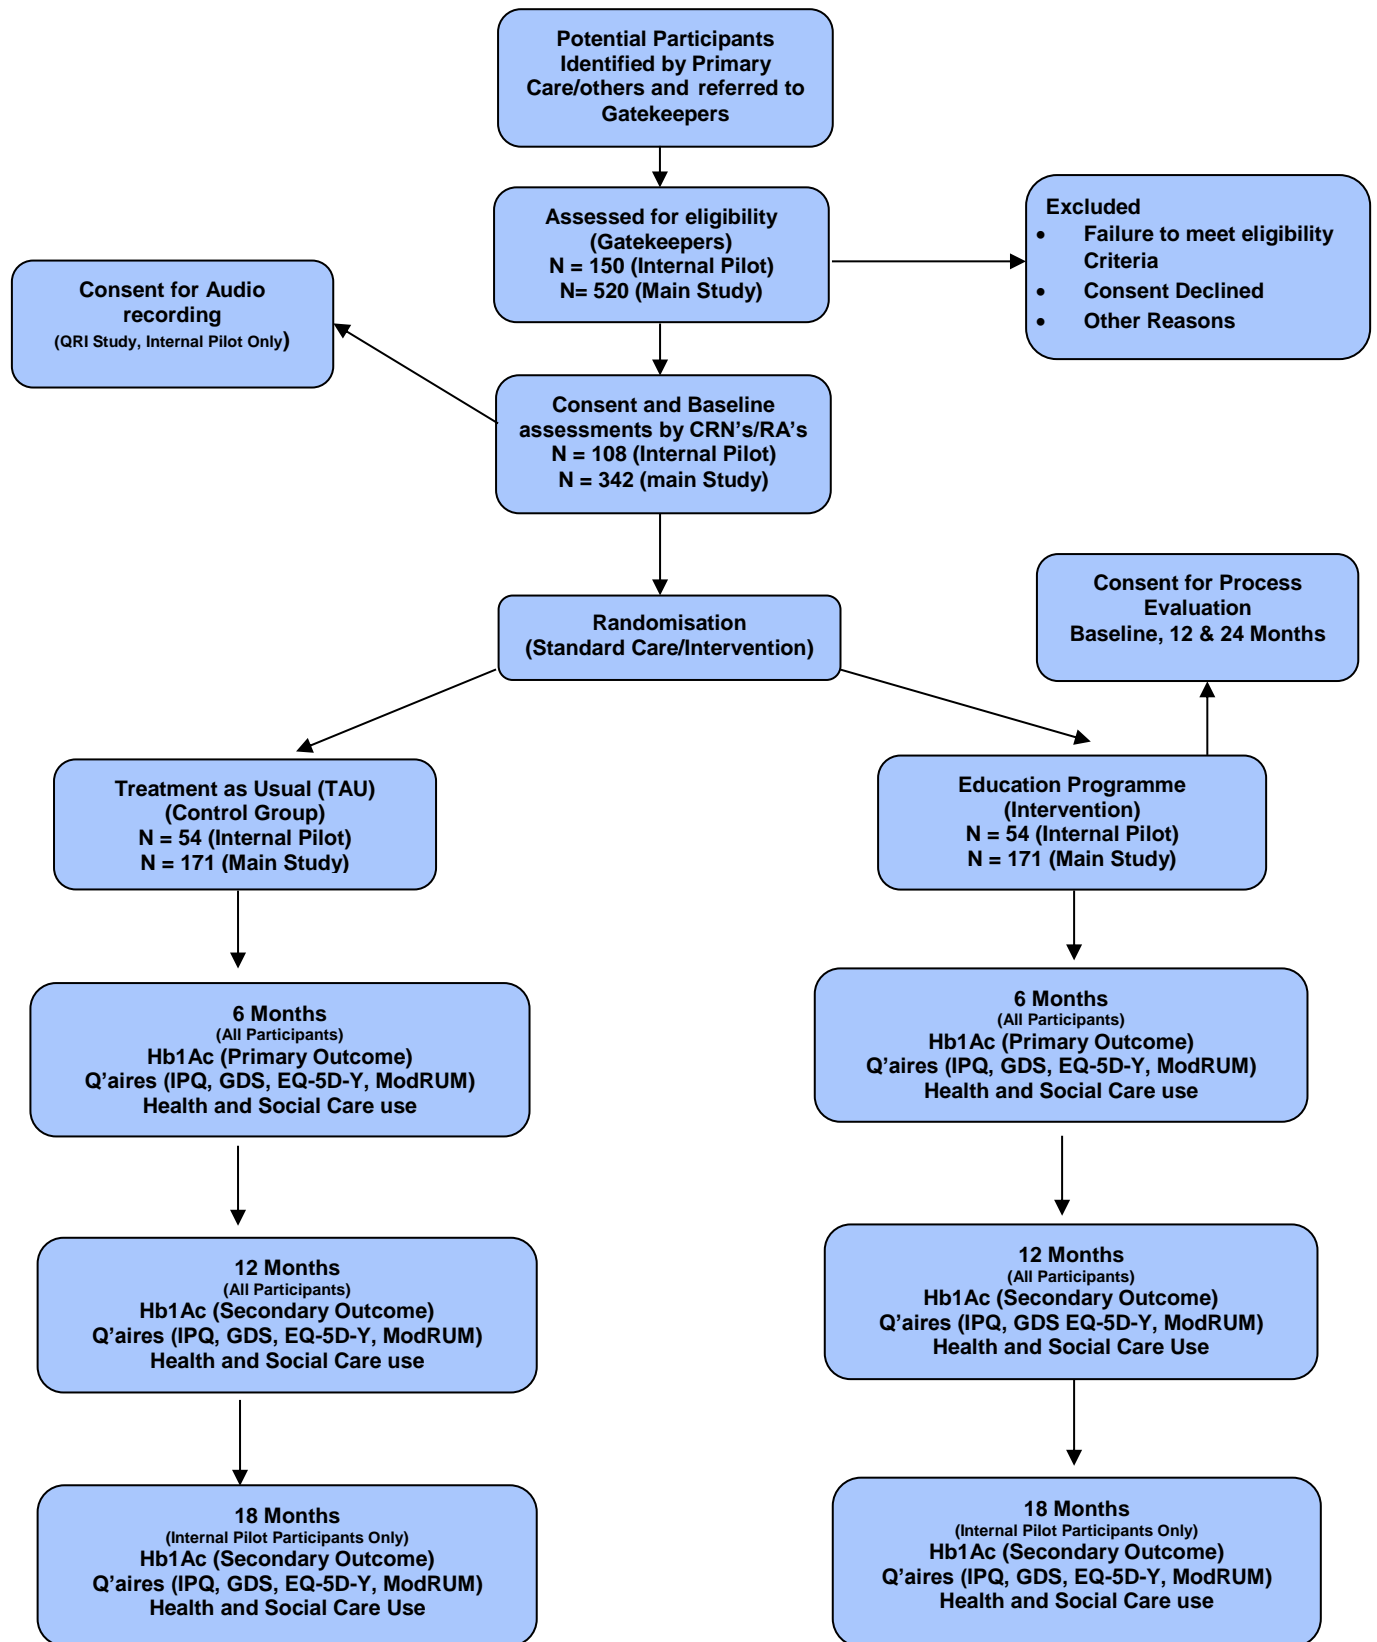 Potential Participants
Identified by Primary
Care/others and referred to
Gatekeepers
Assessed for eligibility
(Gatekeepers)
N = 150 (Internal Pilot)
N= 520 (Main Study)
Excluded
• Failure to meet eligibility
Criteria
• Consent Declined
• Other Reasons
Consent for Audio
recording
(QRI Study, Internal Pilot Only)
Consent and Baseline
assessments by CRN's/RA's
N = 108 (Internal Pilot)
N = 342 (main Study)
Randomisation
(Standard Care/Intervention)
Consent for Process
Evaluation
Baseline, 12 & 24 Months
Treatment as Usual (TAU)
(Control Group)
N = 54 (Internal Pilot)
N = 171 (Main Study)
Education Programme
(Intervention)
N = 54 (Internal Pilot)
N = 171 (Main Study)
6 Months
(All Participants)
Hb1Ac (Primary Outcome)
Q’aires (IPQ, GDS, EQ-5D-Y, ModRUM)
Health and Social Care use
6 Months
(All Participants)
Hb1Ac (Primary Outcome)
Q’aires (IPQ, GDS, EQ-5D-Y, ModRUM)
Health and Social Care use
12 Months
(All Participants)
Hb1Ac (Secondary Outcome)
Q’aires (IPQ, GDS, EQ-5D-Y, ModRUM)
Health and Social Care use
12 Months
(All Participants)
Hb1Ac (Secondary Outcome)
Q’aires (IPQ, GDS EQ-5D-Y, ModRUM)
Health and Social Care Use
18 Months
(Internal Pilot Participants Only)
Hb1Ac (Secondary Outcome)
Q’aires (IPQ, GDS, EQ-5D-Y, ModRUM)
Health and Social Care Use
18 Months
(Internal Pilot Participants Only)
Hb1Ac (Secondary Outcome)
Q’aires (IPQ, GDS, EQ-5D-Y, ModRUM)
Health and Social Care use